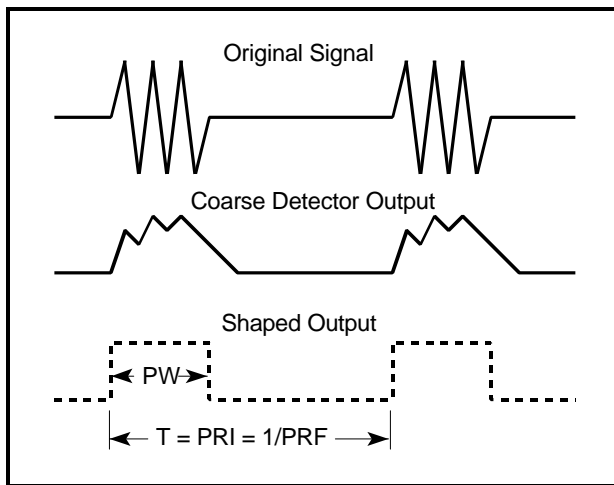 Original Signal
Coarse Detector Output
Shaped Output
PW
T = PRI = 1/PRF